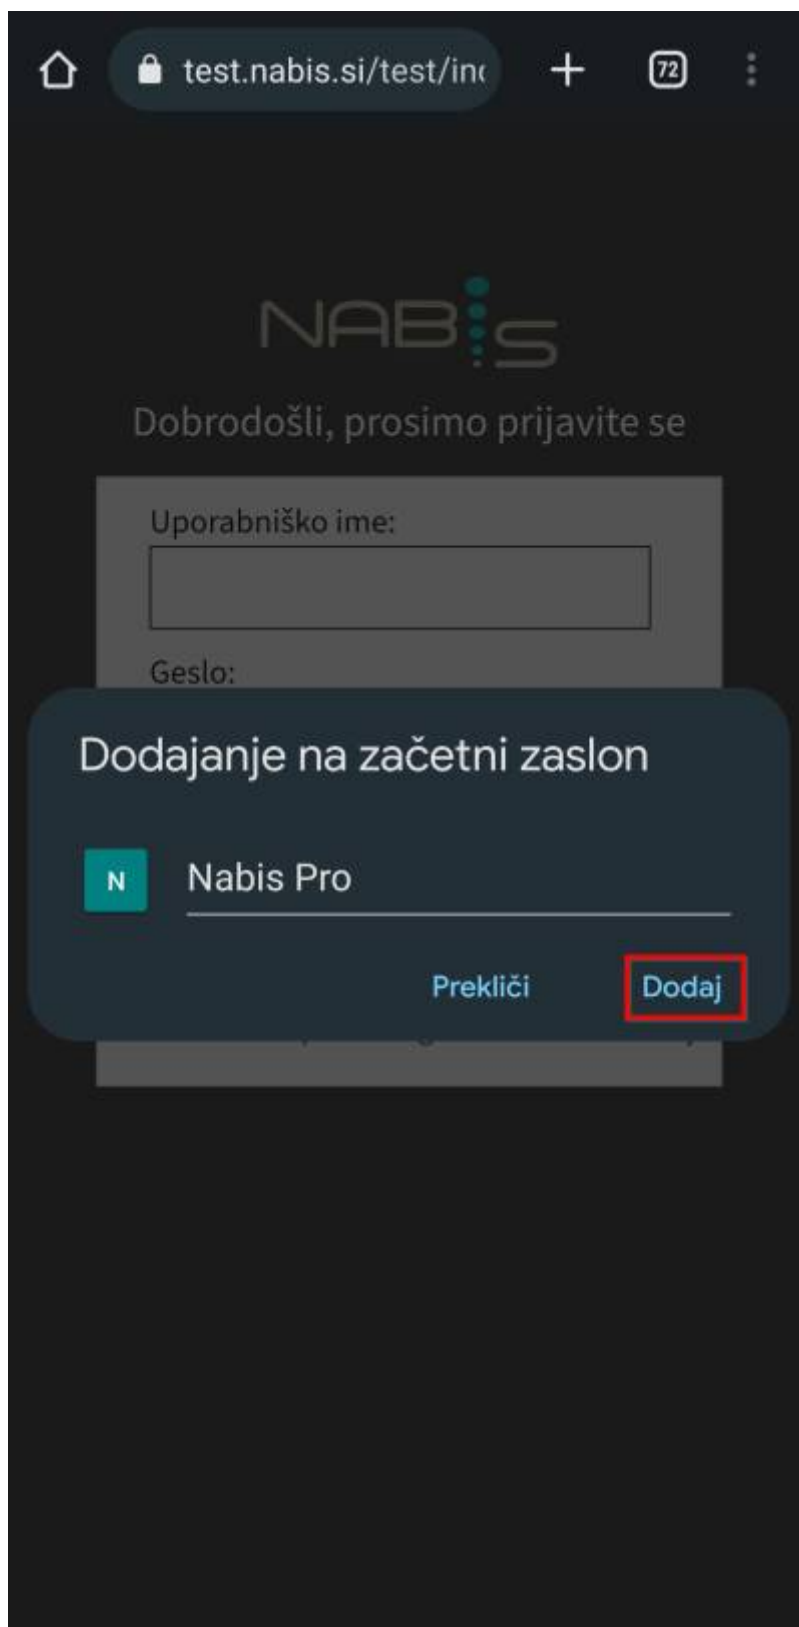 test.nabis.si/test/in
72
NABIS
Dobrodošli, prosimo prijavite se
Uporabniško ime:
Geslo:
Dodajanje na začetni zaslon
N
Nabis Pro
Prekliči
Dodaj